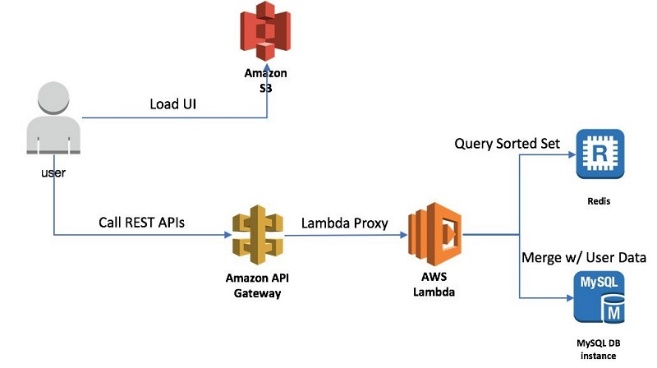 Amazon
S3
Load UI
user
Query Sorted Set
R
Redis
Call REST APIs
Lambda Proxy
Amazon API
Gateway
AWS
Lambda
Merge w/ User Data
MySQL
M
MySQL DB
instance